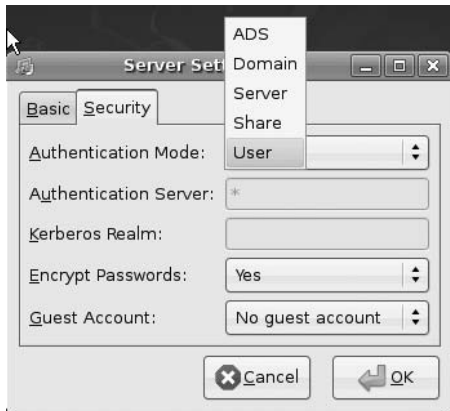 ADS
Domain
Server
Share
User
Server Set
Basic
Security
Authentication Mode:
Authentication Server: *
Kerberos Realm:
Encrypt Passwords: Yes
Guest Account: No guest account
Cancel
OK